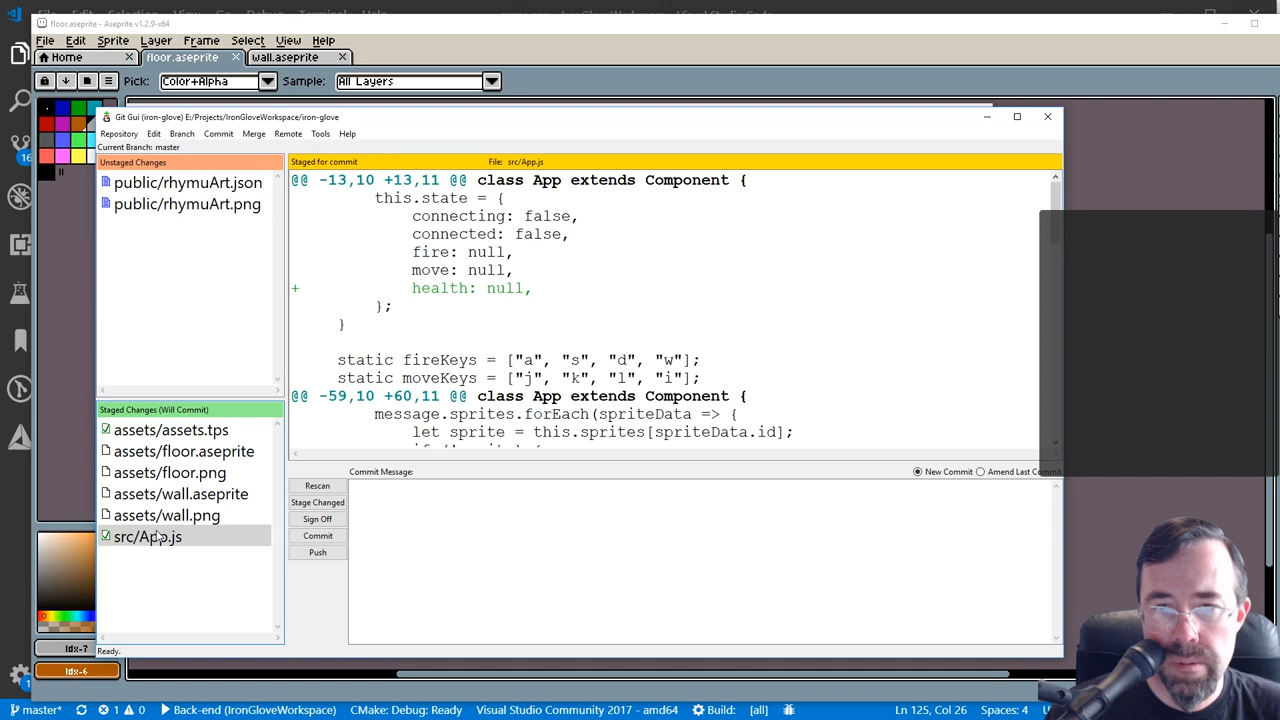 File Edit
floor.aseprite - Aseprite v1.2.9-x64
File Edit Sprite Layer Frame Select View Help
Home floor.aseprite wall.aseprite
Pick: Color+Alpha Sample: All Layers
Git Gui (iron-glove) E:/Projects/IronGloveWorkspace/iron-glove
Repository Edit Branch Commit Merge Remote Tools Help
Current Branch: master
Unstaged Changes
public/rhymuArt.json
public/rhymuArt.png
Staged for commit File: src/App.js
@@ -13,10 +13,11 @@ class App extends Component {
this.state = {
connecting: false,
connected: false,
fire: null,
move: null,
+ health: null,
};
}
static fireKeys = ["a", "s", "d", "w"];
static moveKeys = ["j", "k", "l", "i"];
@@ -59,10 +60,11 @@ class App extends Component {
message.sprites.forEach(spriteData => {
let sprite = this.sprites[spriteData.id];
Staged Changes (Will Commit)
assets/assets.tps
assets/floor.aseprite
assets/floor.png
assets/wall.aseprite
assets/wall.png
src/App.js
Commit Message: New Commit Amend Last Commit
Rescan
Stage Changed
Sign Off
Commit
Push
Ready.
Idx-7
Idx-6
16
1
master* 1 0 Back-end (IronGloveWorkspace) CMake: Debug: Ready Visual Studio Community 2017 - amd64 Build: [all] Ln 125, Col 26 Spaces: 4